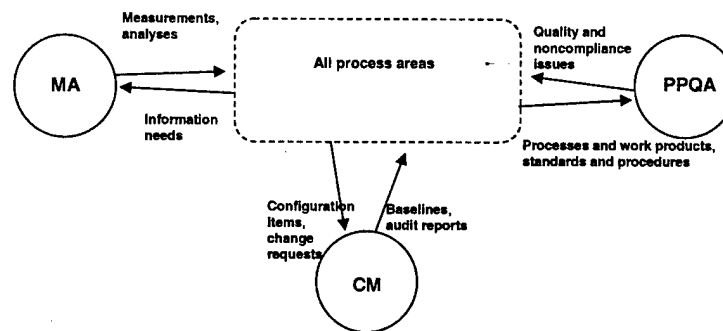 Measurements,
analyses
MA
Information
needs
All process areas
Quality and
noncompliance
issues
PPQA
Processes and work products,
standards and procedures
Configuration
items,
change
requests
Baselines,
audit reports
CM